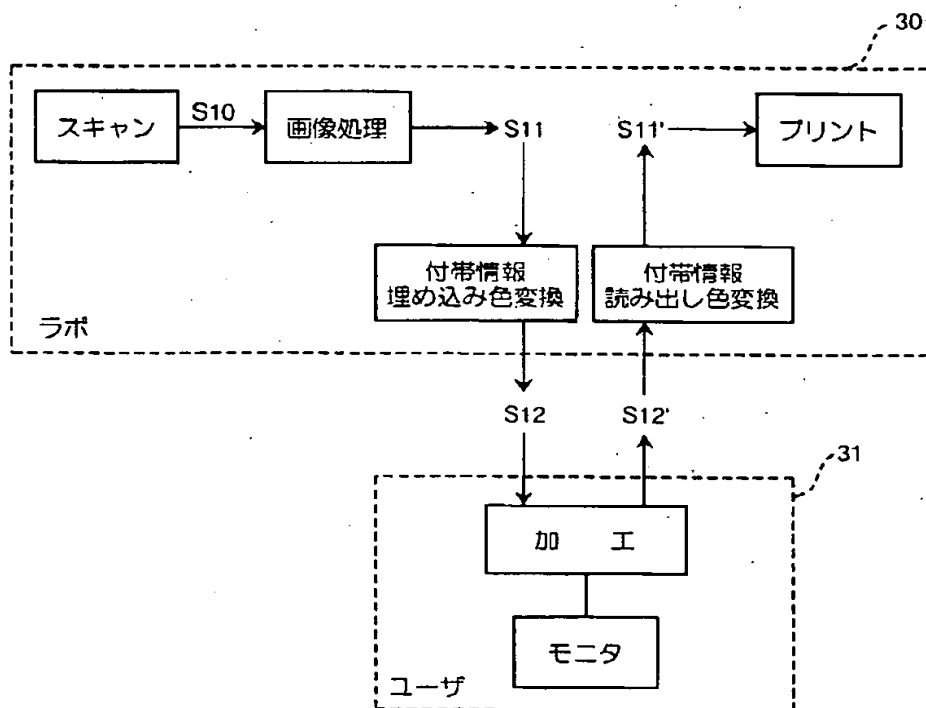 30
スキャン
S10
画像処理
S11
S11'
プリント
付帯情報
埋め込み色変換
付帯情報
読み出し色変換
ラボ
S12
S12'
31
加 工
モニタ
ユーザ